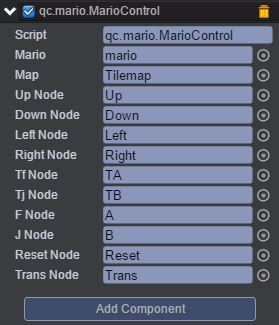 qc.mario.MarioControl
Script qc.mario.MarioControl
Mario mario
Map Tilemap
Up Node Up
Down Node Down
Left Node Left
Right Node Right
Tf Node TA
Tj Node TB
F Node A
J Node B
Reset Node Reset
Trans Node Trans
Add Component